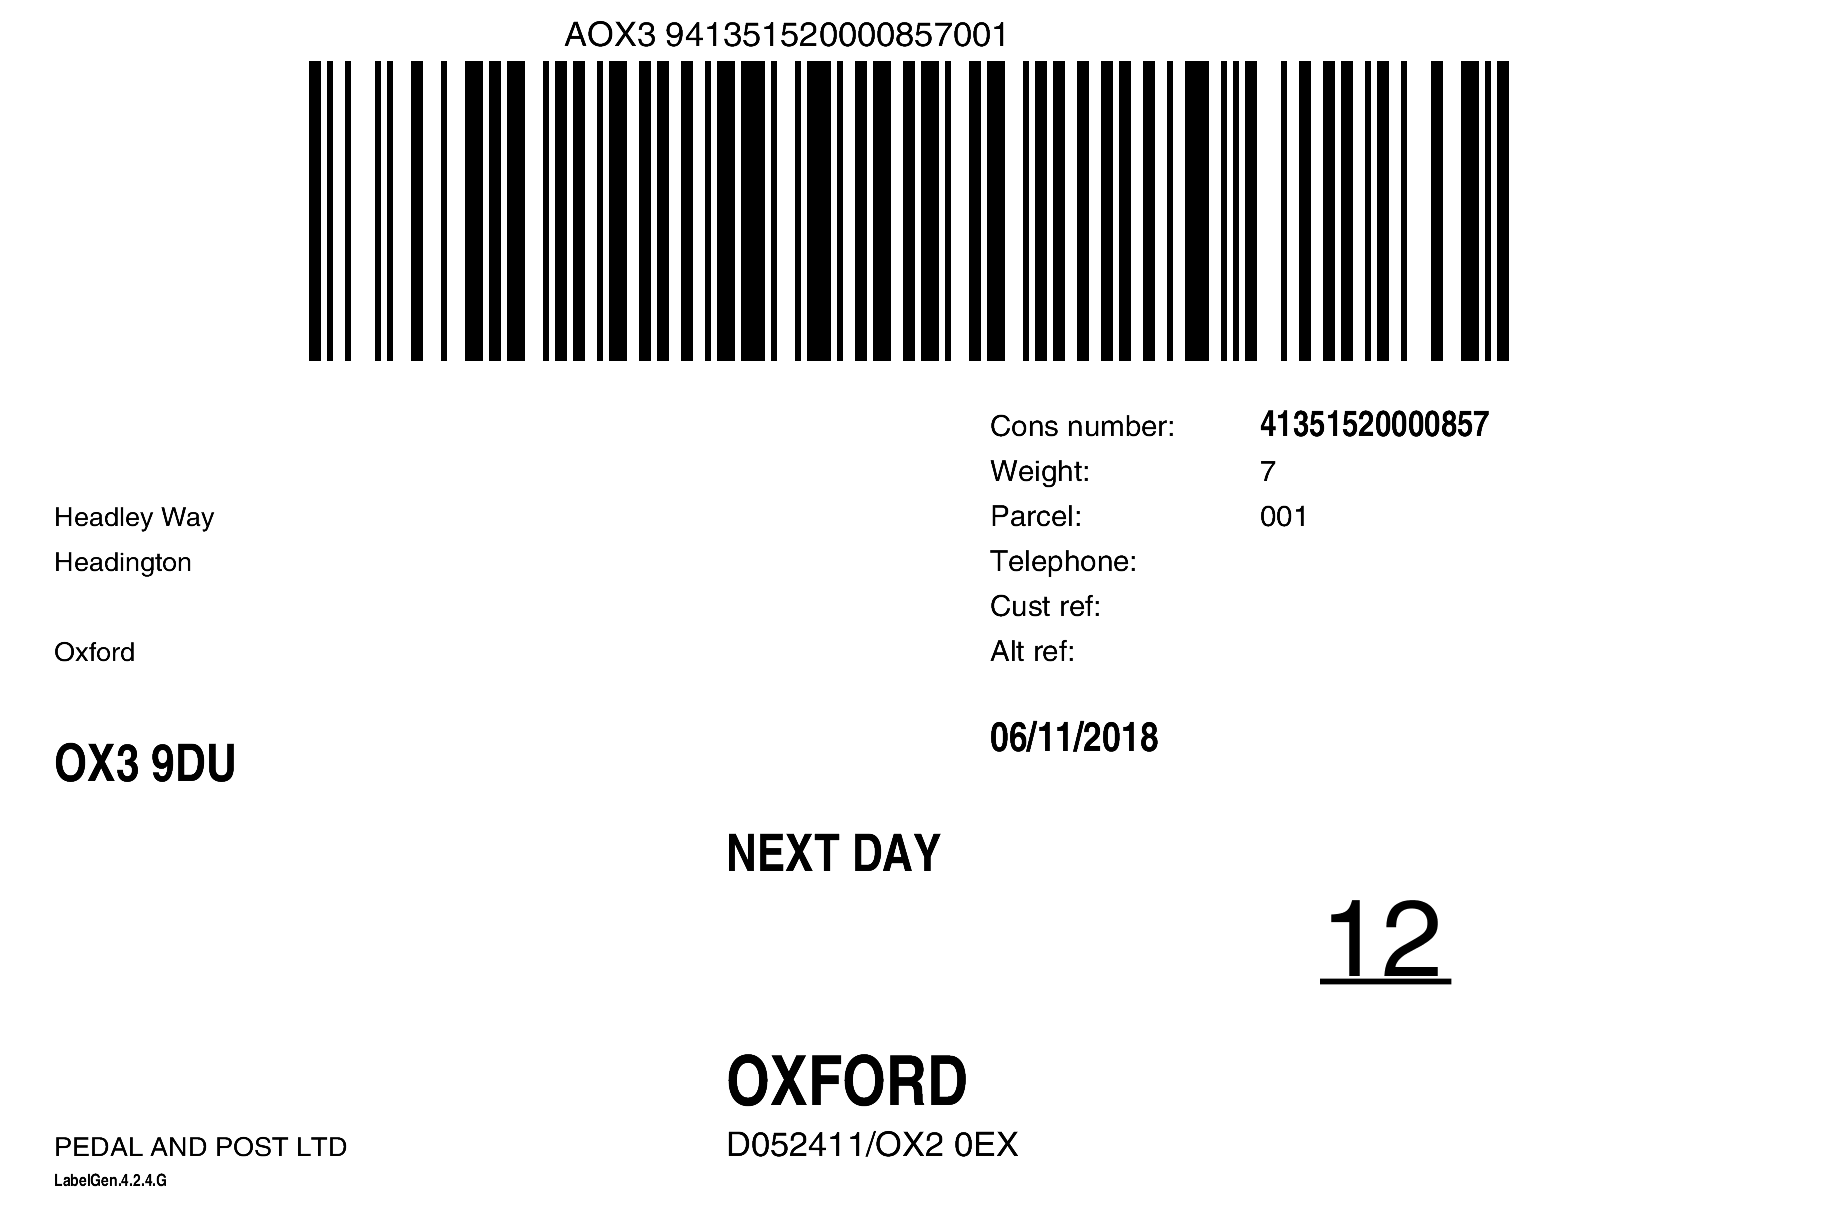 AOX3 941351520000857001
Cons number: 41351520000857
Weight: 7
Headley Way
Parcel: 001
Headington
Telephone:
Cust ref:
Oxford
Alt ref:
06/11/2018
OX3 9DU
NEXT DAY
12
OXFORD
PEDAL AND POST LTD
D052411/OX2 0EX
LabelGen.4.2.4.G